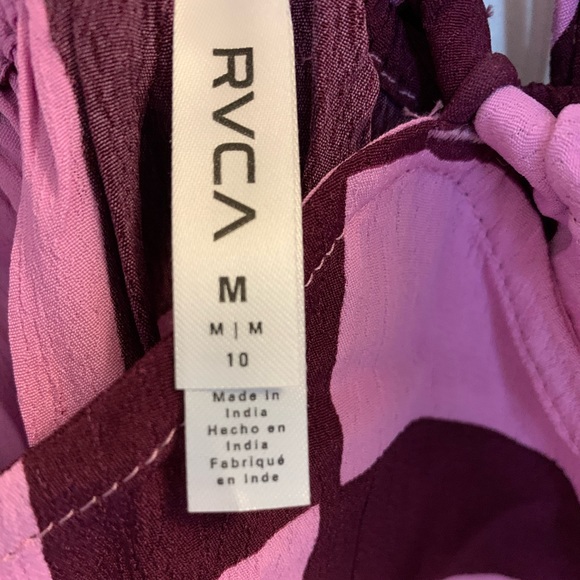 RVCA
M
M | M
10
Made in
India
Hecho en
India
Fabriqué
en Inde